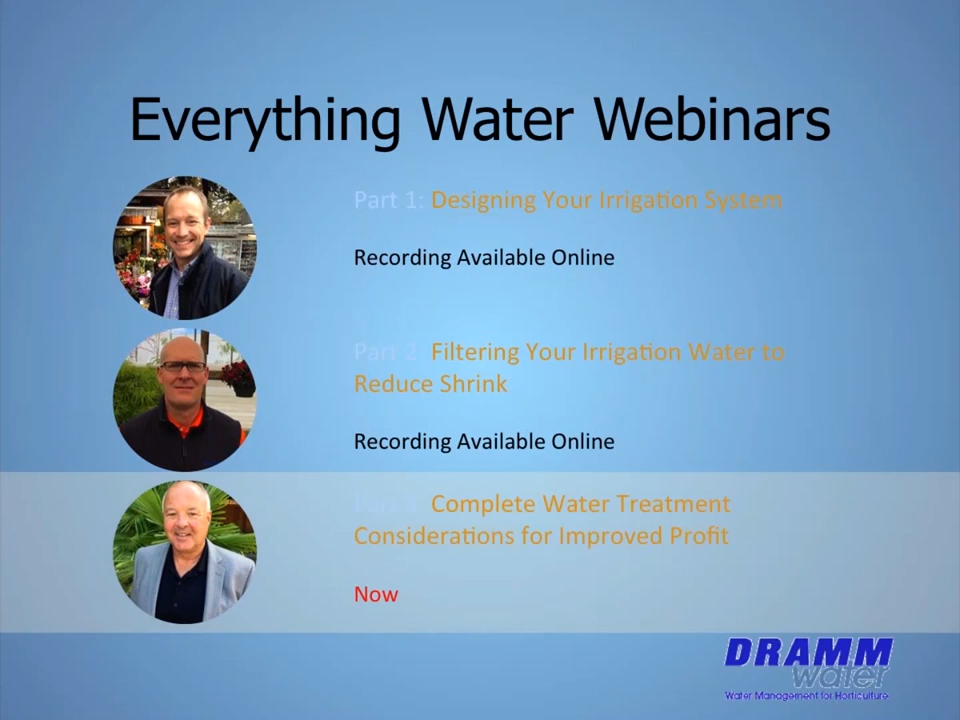 Everything Water Webinars
Part 1: Designing Your Irrigation System
Recording Available Online
Part 2: Filtering Your Irrigation Water to
Reduce Shrink
Recording Available Online
Part 3: Complete Water Treatment
Considerations for Improved Profit
Now
DRAMM
water
Water Management for Horticulture